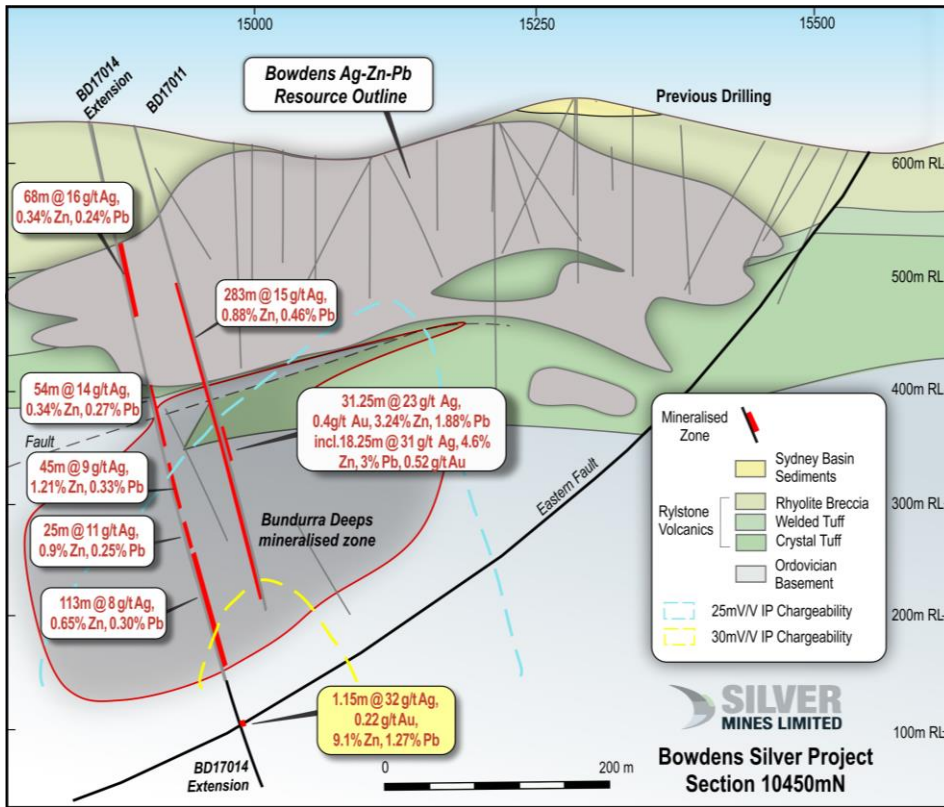 15000
15250
15500
BD17014
Extension
BD17011
Bowdens Ag-Zn-Pb
Resource Outline
Previous Drilling
600m RL
500m RL
400m RL
300m RL
200m RL
100m RL
68m @ 16 g/t Ag,
0.34% Zn, 0.24% Pb
283m @ 15 g/t Ag,
0.88% Zn, 0.46% Pb
54m @ 14 g/t Ag,
0.34% Zn, 0.27% Pb
31.25m @ 23 g/t Ag,
0.4g/t Au, 3.24% Zn, 1.88% Pb
incl.18.25m @ 31 g/t Ag, 4.6%
Zn, 3% Pb, 0.52 g/t Au
Fault
45m @ 9 g/t Ag,
1.21% Zn, 0.33% Pb
25m @ 11 g/t Ag,
0.9% Zn, 0.25% Pb
Bundurra Deeps
mineralised zone
Eastern Fault
113m @ 8 g/t Ag,
0.65% Zn, 0.30% Pb
1.15m @ 32 g/t Ag,
0.22 g/t Au,
9.1% Zn, 1.27% Pb
BD17014
Extension
0
200 m
Mineralised
Zone
Sydney Basin
Sediments
Rylstone
Volcanics
Rhyolite Breccia
Welded Tuff
Crystal Tuff
Ordovician
Basement
25mV/V IP Chargeability
30mV/V IP Chargeability
SILVER
MINES LIMITED
Bowdens Silver Project
Section 10450mN